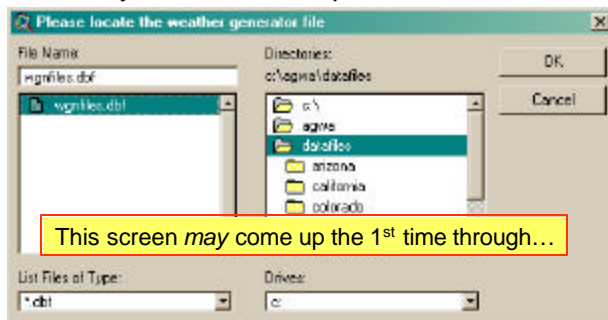 Please locate the weather generator file
File Name:
wgnfiles.dbf
wgnfiles.dbf
Directories:
c:\agwa\datafiles
c:\
agwa
datafiles
arizona
california
colorado
OK
Cancel
This screen may come up the 1st time through…
List Files of Type:
*.dbf
Drives:
c: